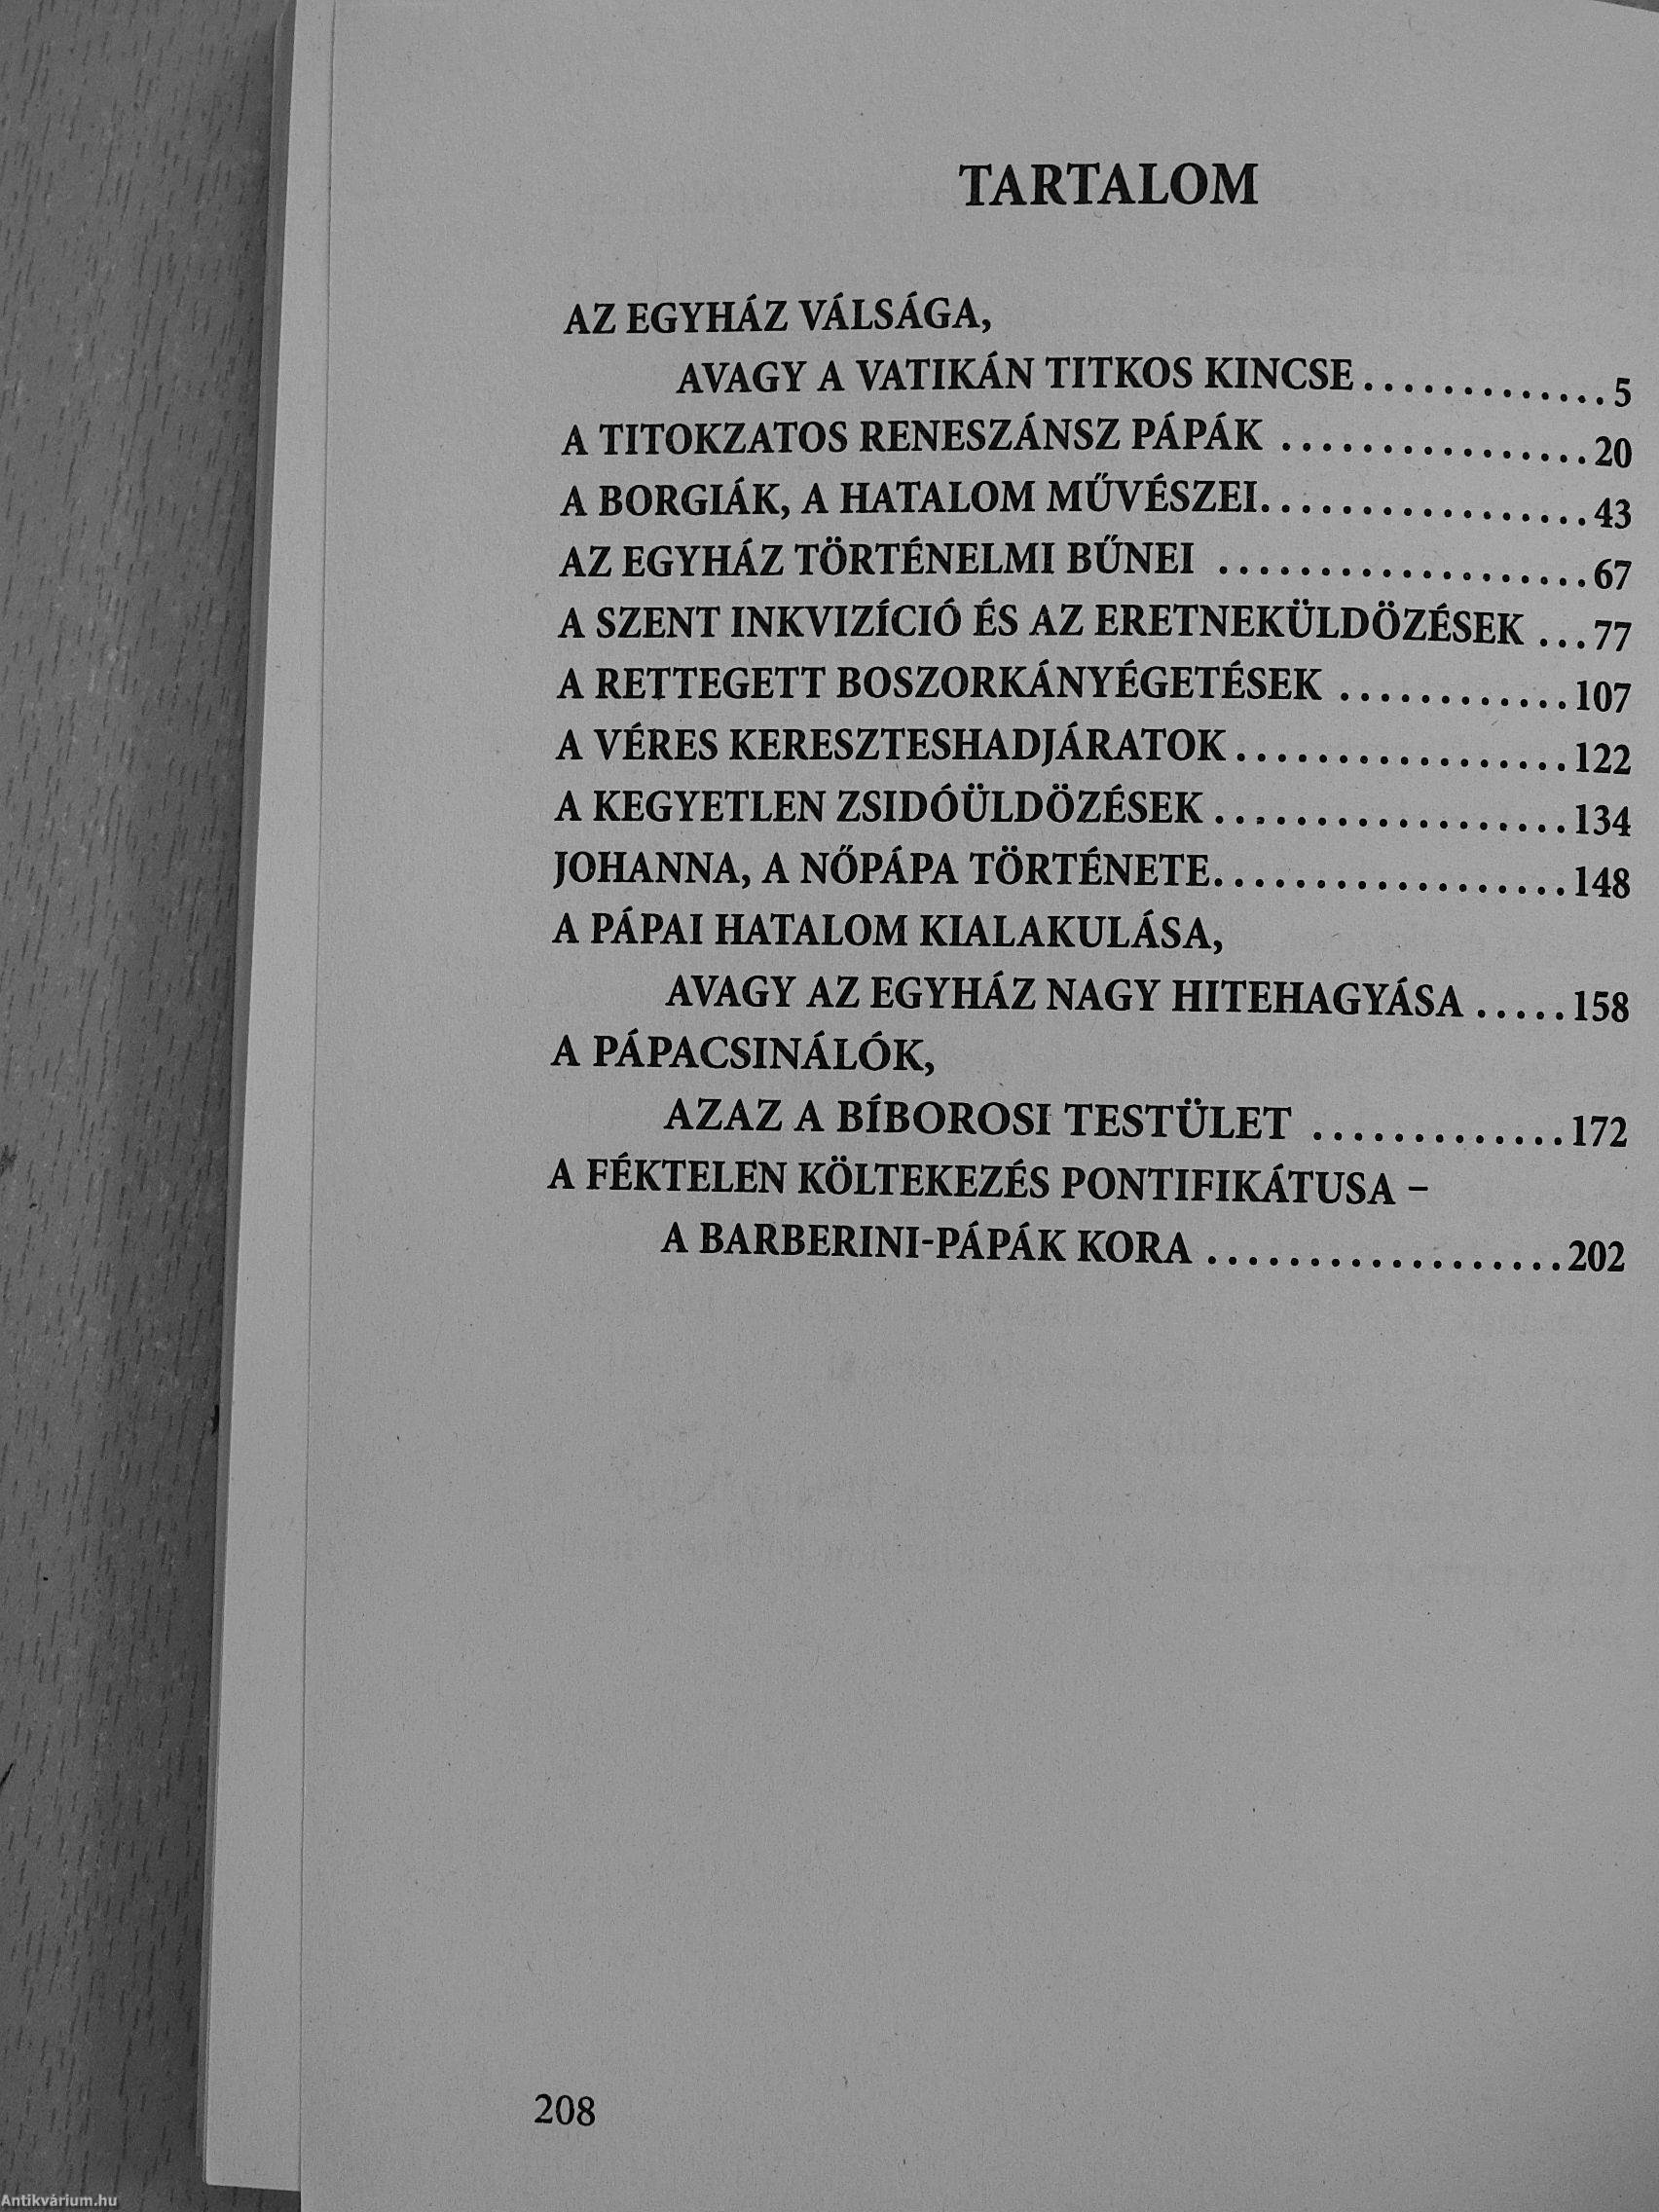 TARTALOM
AZ EGYHÁZ VÁLSÁGA,
AVAGY A VATIKÁN TITKOS KINCSE.............5
A TITOKZATOS RENESZÁNSZ PÁPÁK ................20
A BORGIÁK, A HATALOM MŰVÉSZEI.................43
AZ EGYHÁZ TÖRTÉNELMI BŰNEI ...................67
A SZENT INKVIZÍCIÓ ÉS AZ ERETNEKÜLDÖZÉSEK ...77
A RETTEGETT BOSZORKÁNYÉGETÉSEK ............107
A VÉRES KERESZTESHADJÁRATOK.................122
A KEGYETLEN ZSIDÓÜLDÖZÉSEK..................134
JOHANNA, A NŐPÁPA TÖRTÉNETE..................148
A PÁPAI HATALOM KIALAKULÁSA,
AVAGY AZ EGYHÁZ NAGY HITEHAGYÁSA .....158
A PÁPACSINÁLÓK,
AZAZ A BÍBOROSI TESTÜLET .............172
A FÉKTELEN KÖLTEKEZÉS PONTIFIKÁTUSA –
A BARBERINI-PÁPÁK KORA ..................202
208
Antikvárium.hu